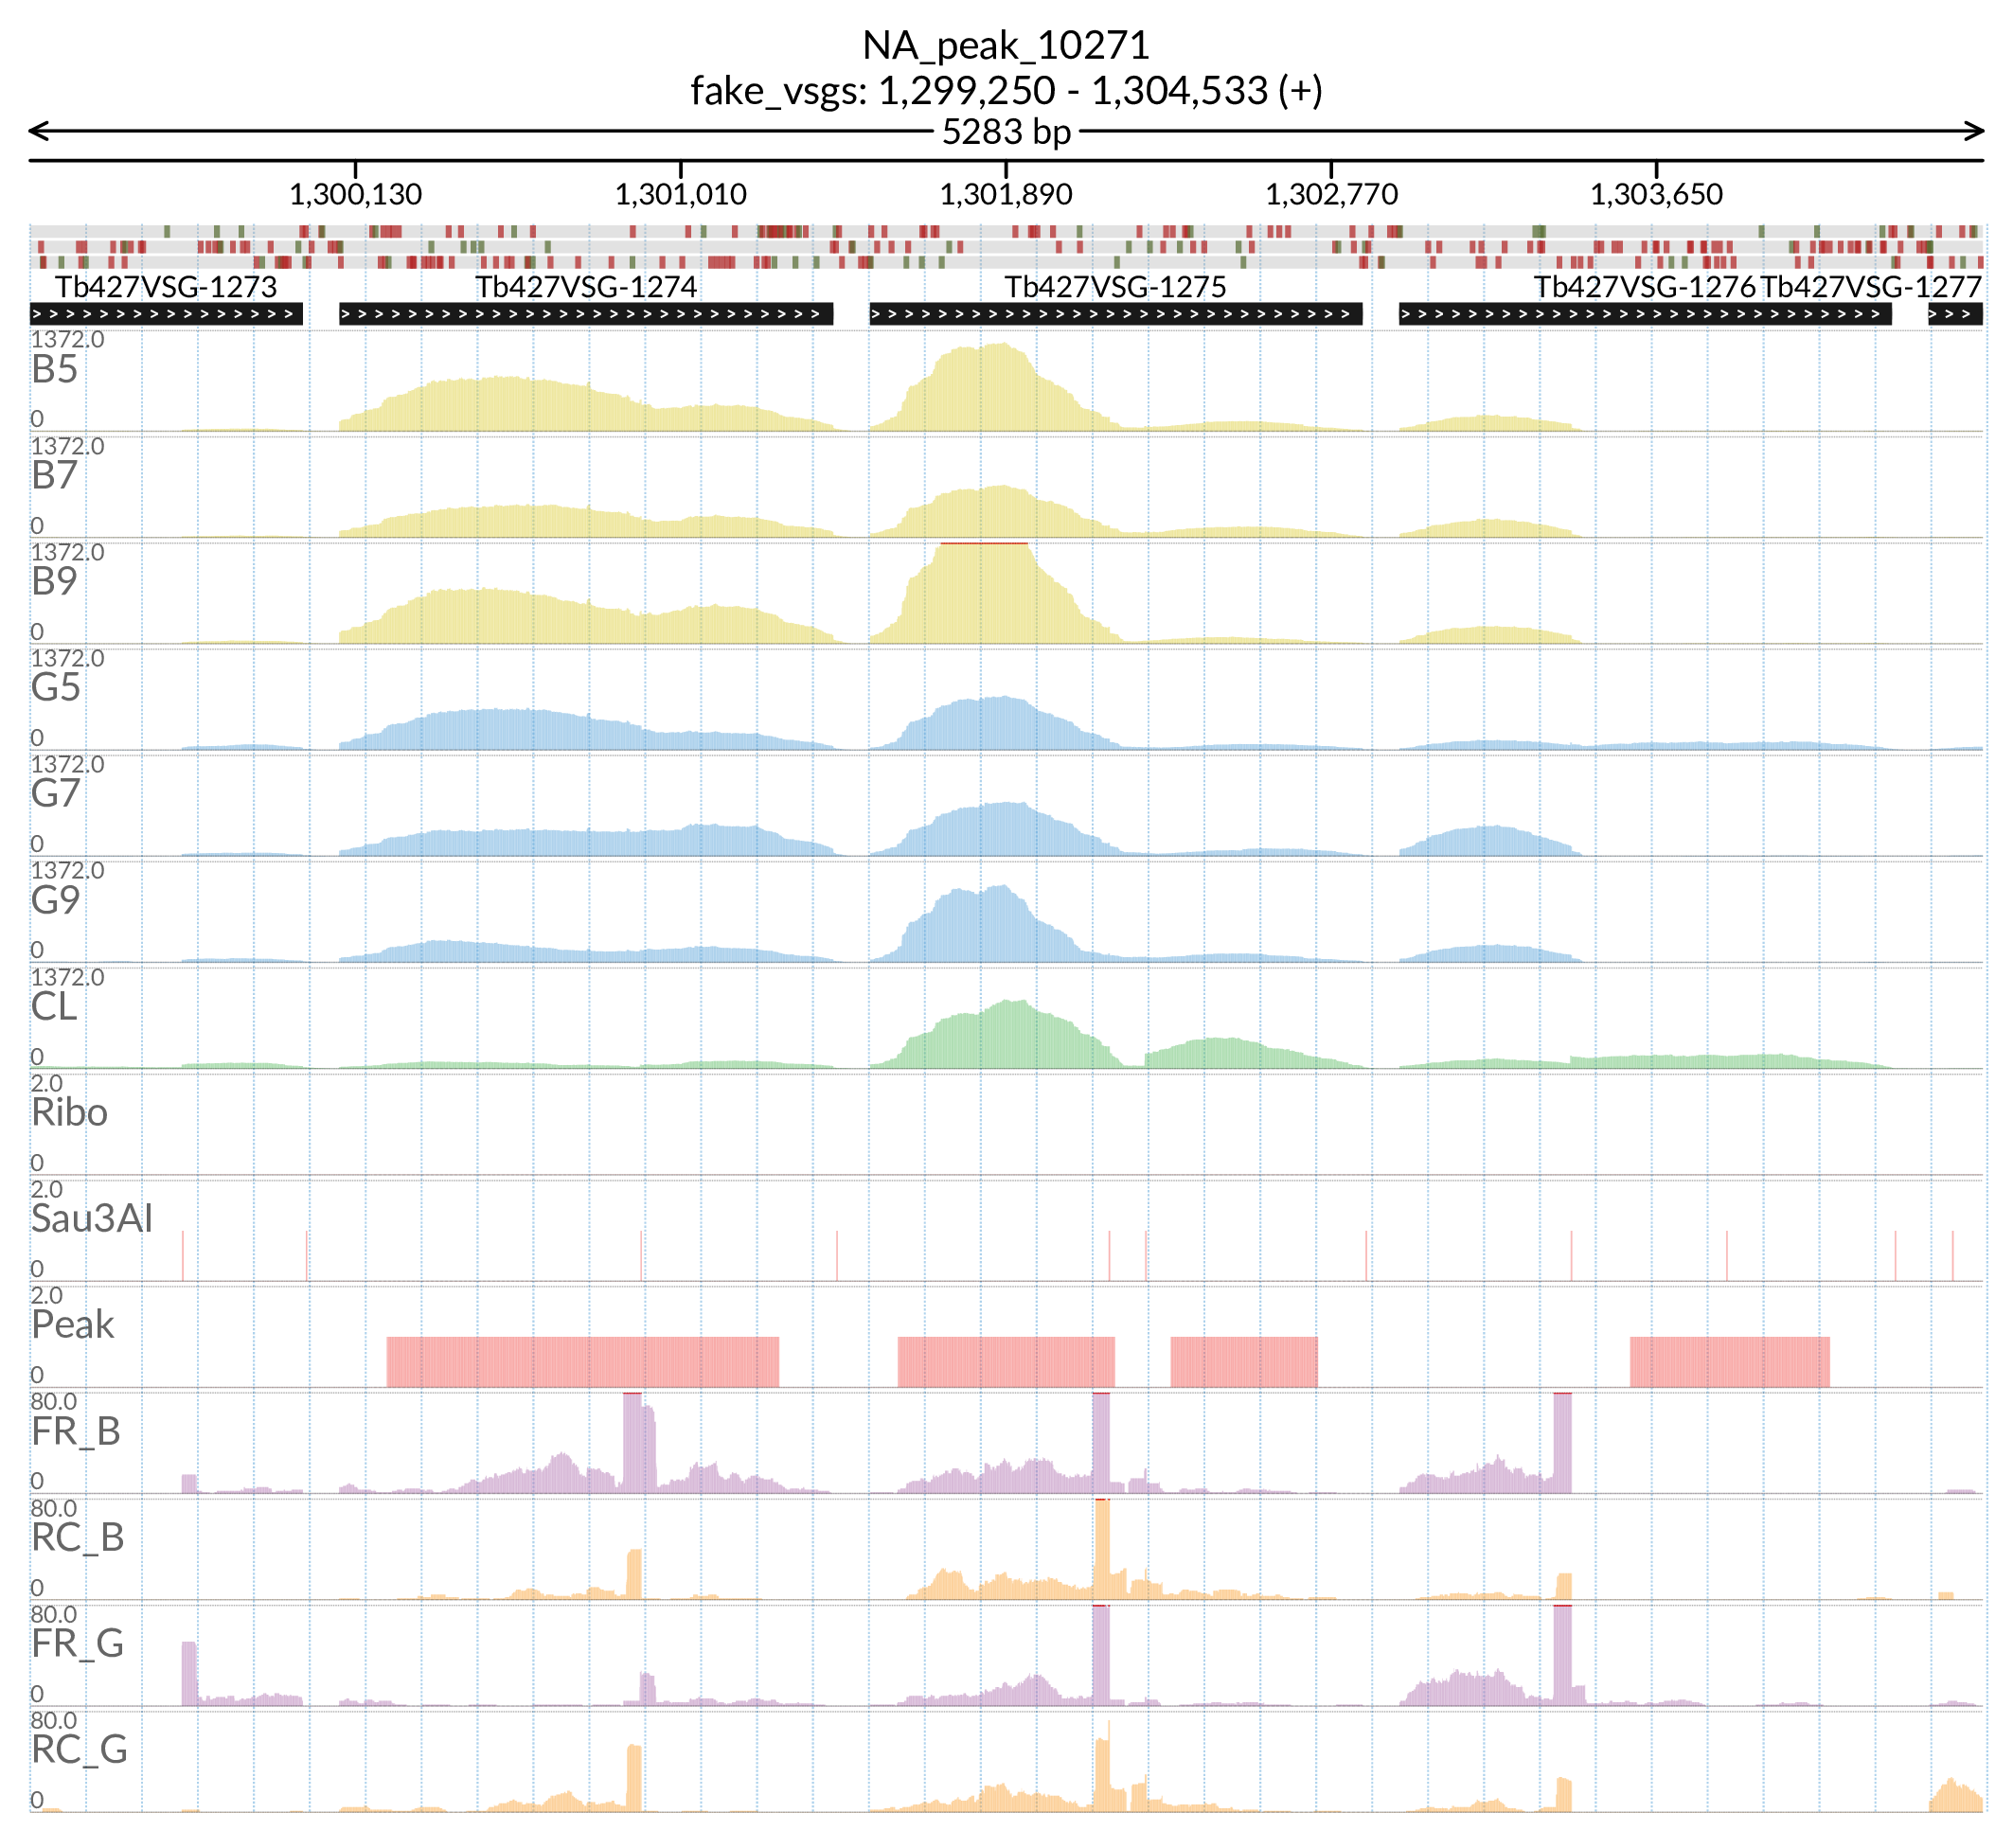 NA_peak_10271
fake_vsgs: 1,299,250 - 1,304,533 (+)
5283 bp
1,300,130 1,301,010 1,301,890 1,302,770 1,303,650
Tb427VSG-1273 Tb427VSG-1274 Tb427VSG-1275 Tb427VSG-1276 Tb427VSG-1277
1372.0
B5
0
1372.0
B7
0
1372.0
B9
0
1372.0
G5
0
1372.0
G7
0
1372.0
G9
0
1372.0
CL
0
2.0
Ribo
0
2.0
Sau3AI
0
2.0
Peak
0
80.0
FR_B
0
80.0
RC_B
0
80.0
FR_G
0
80.0
RC_G
0